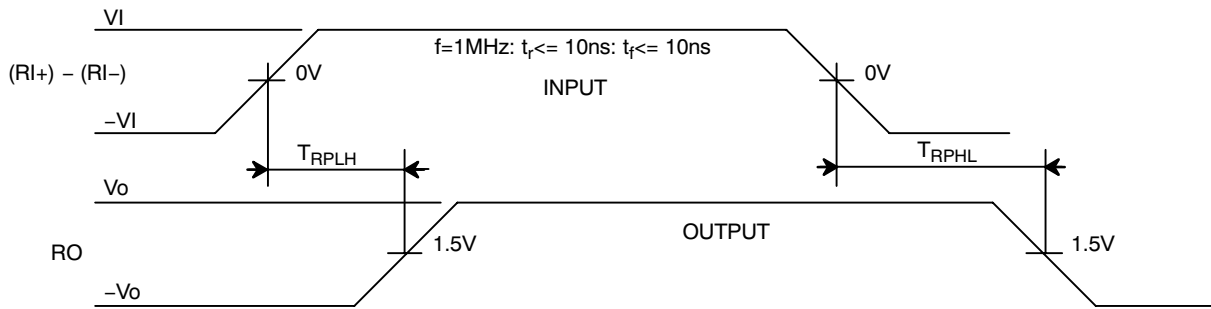 VI
f=1MHz: tr<= 10ns: tf<= 10ns
(RI+) − (RI−)
0V
0V
INPUT
−VI
TRPLH
TRPHL
Vo
OUTPUT
RO
1.5V
1.5V
−Vo